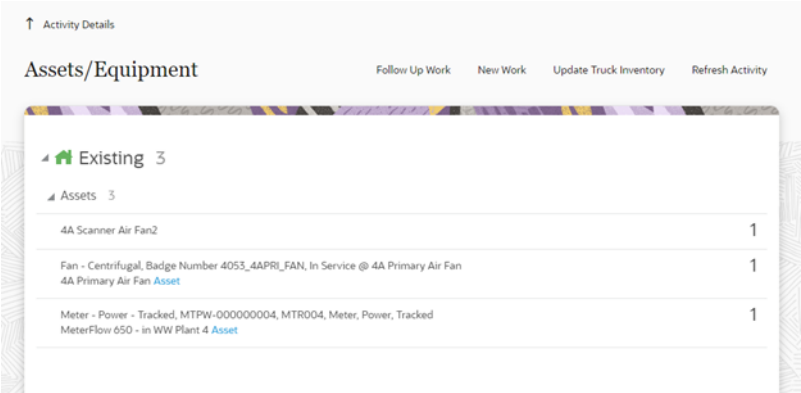 ↑ Activity Details
Assets/Equipment
Follow Up Work New Work Update Truck Inventory Refresh Activity
Existing 3
Assets 3
4A Scanner Air Fan2 1
Fan - Centrifugal, Badge Number 4053_4APRI_FAN, In Service @ 4A Primary Air Fan 1
4A Primary Air Fan Asset
Meter - Power - Tracked, MTPW-000000004, MTR004, Meter, Power, Tracked 1
MeterFlow 650 - in WW Plant 4 Asset